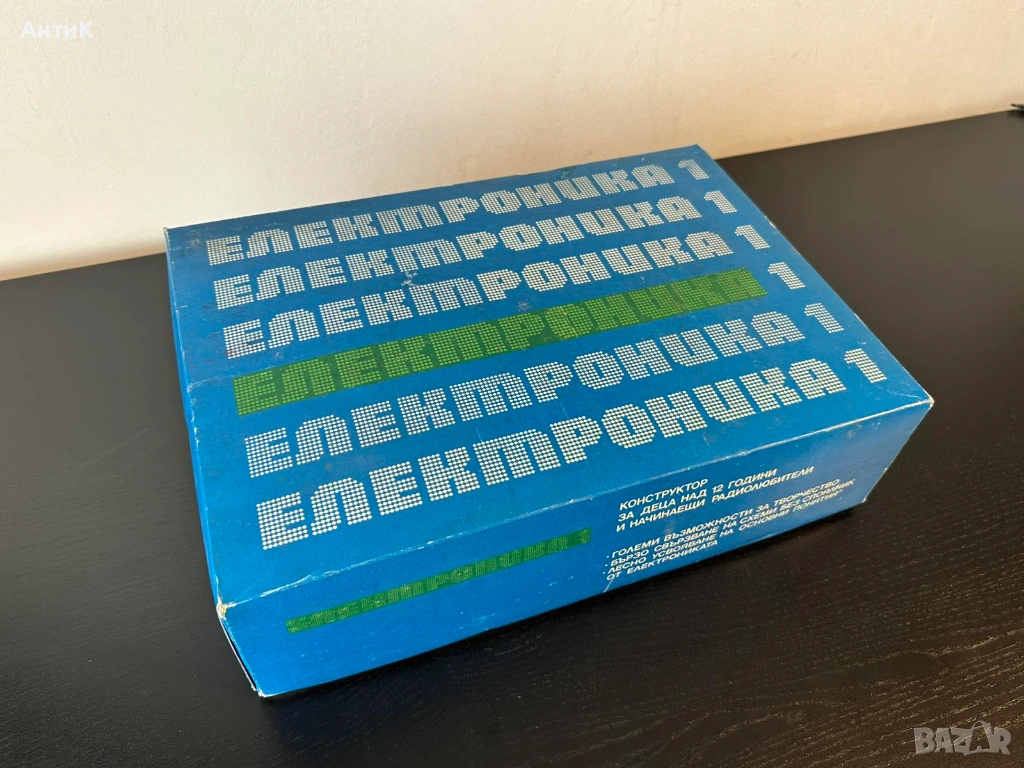 АнтиК
ЕЛЕКТРОНИКА 1
ЕЛЕКТРОНИКА 1
ЕЛЕКТРОНИКА 1
ЕЛЕКТРОНИКА 1
ЕЛЕКТРОНИКА 1
ЕЛЕКТРОНИКА 1
ЕЛЕКТРОНИКА 1
КОНСТРУКТОР
ЗА ДЕЦА НАД 12 ГОДИНИ
И НАЧИНАЕЩИ РАДИОЛЮБИТЕЛИ
· ГОЛЕМИ ВЪЗМОЖНОСТИ ЗА ТВОРЧЕСТВО
· БЪРЗО СВЪРЗВАНЕ НА СХЕМИ БЕЗ СПОЯВНИК
· ЛЕСНО УСВОЯВАНЕ НА ОСНОВНИ ПОНЯТИЯ
ОТ ЕЛЕКТРОНИКАТА
BAZAR